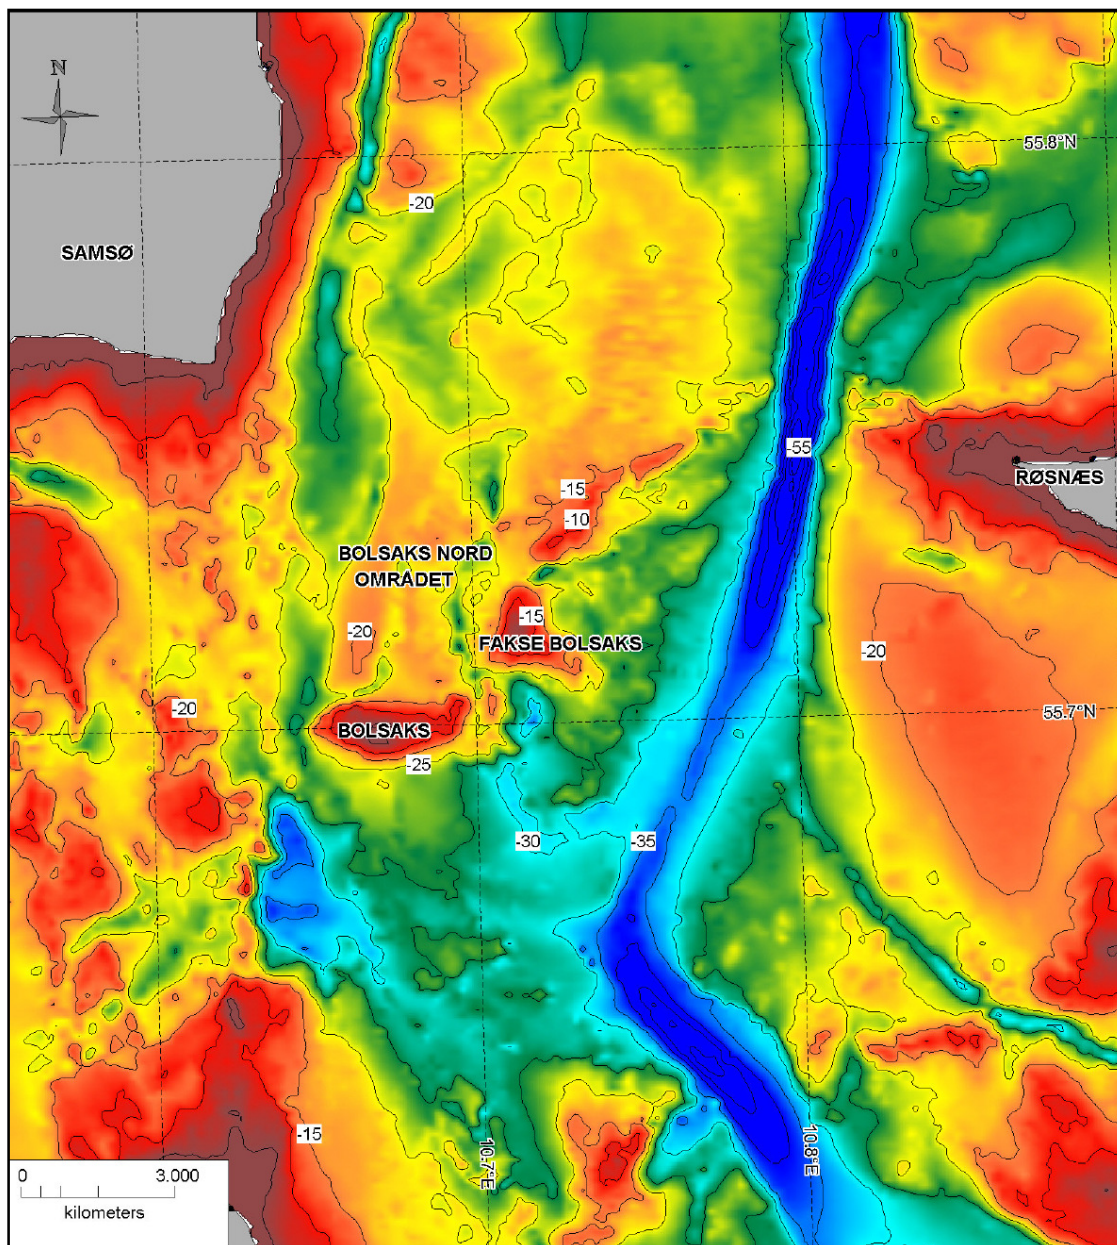 N
55.8°N
-20
SAMSØ
-55
RØSNÆS
-15
-10
BOLSAKS NORD
OMRÅDET
-15
-20
FAKSE BOLSAKS
-20
-20
55.7°N
BOLSAKS
-25
-30
-35
-15
10.7°E
10.8°E
0 3.000
kilometers